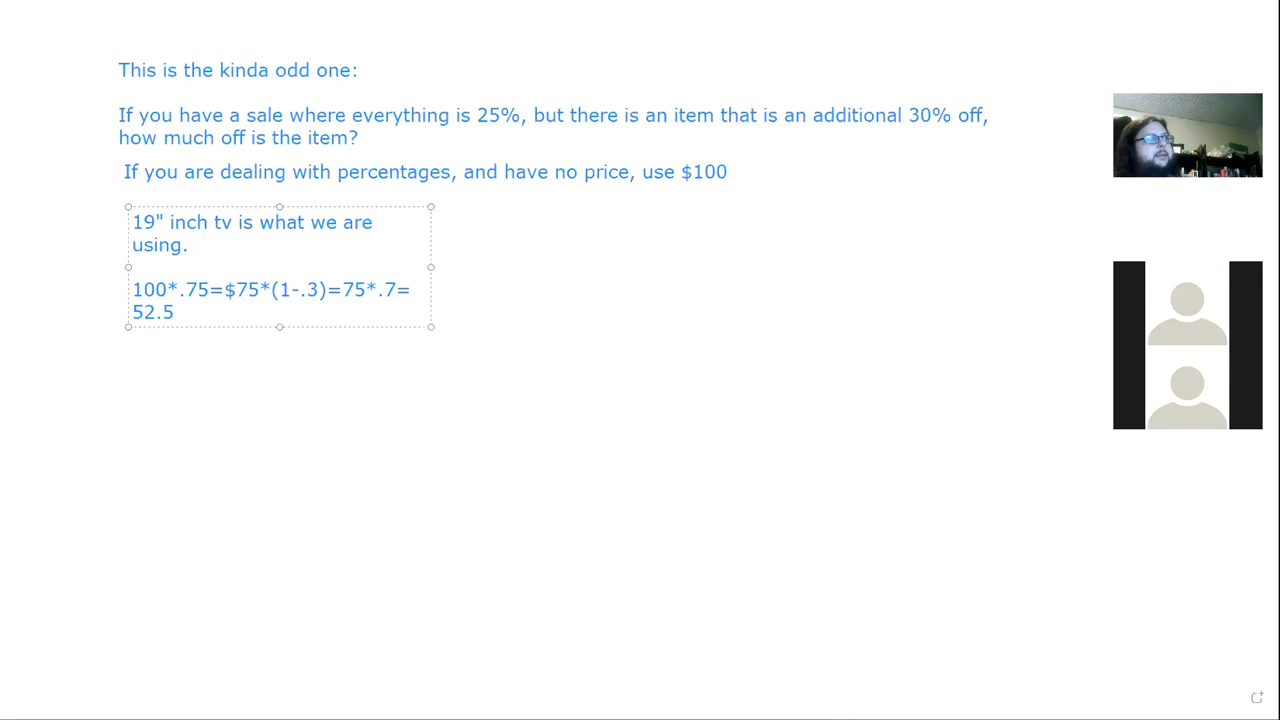 This is the kinda odd one:
If you have a sale where everything is 25%, but there is an item that is an additional 30% off,
how much off is the item?
If you are dealing with percentages, and have no price, use $100
19" inch tv is what we are
using.
100*.75=$75*(1-.3)=75*.7=
52.5